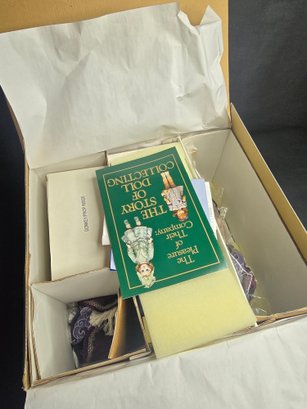 The Pleasure
of
Their
Company:
THE STORY
OF
DOLL
COLLECTING